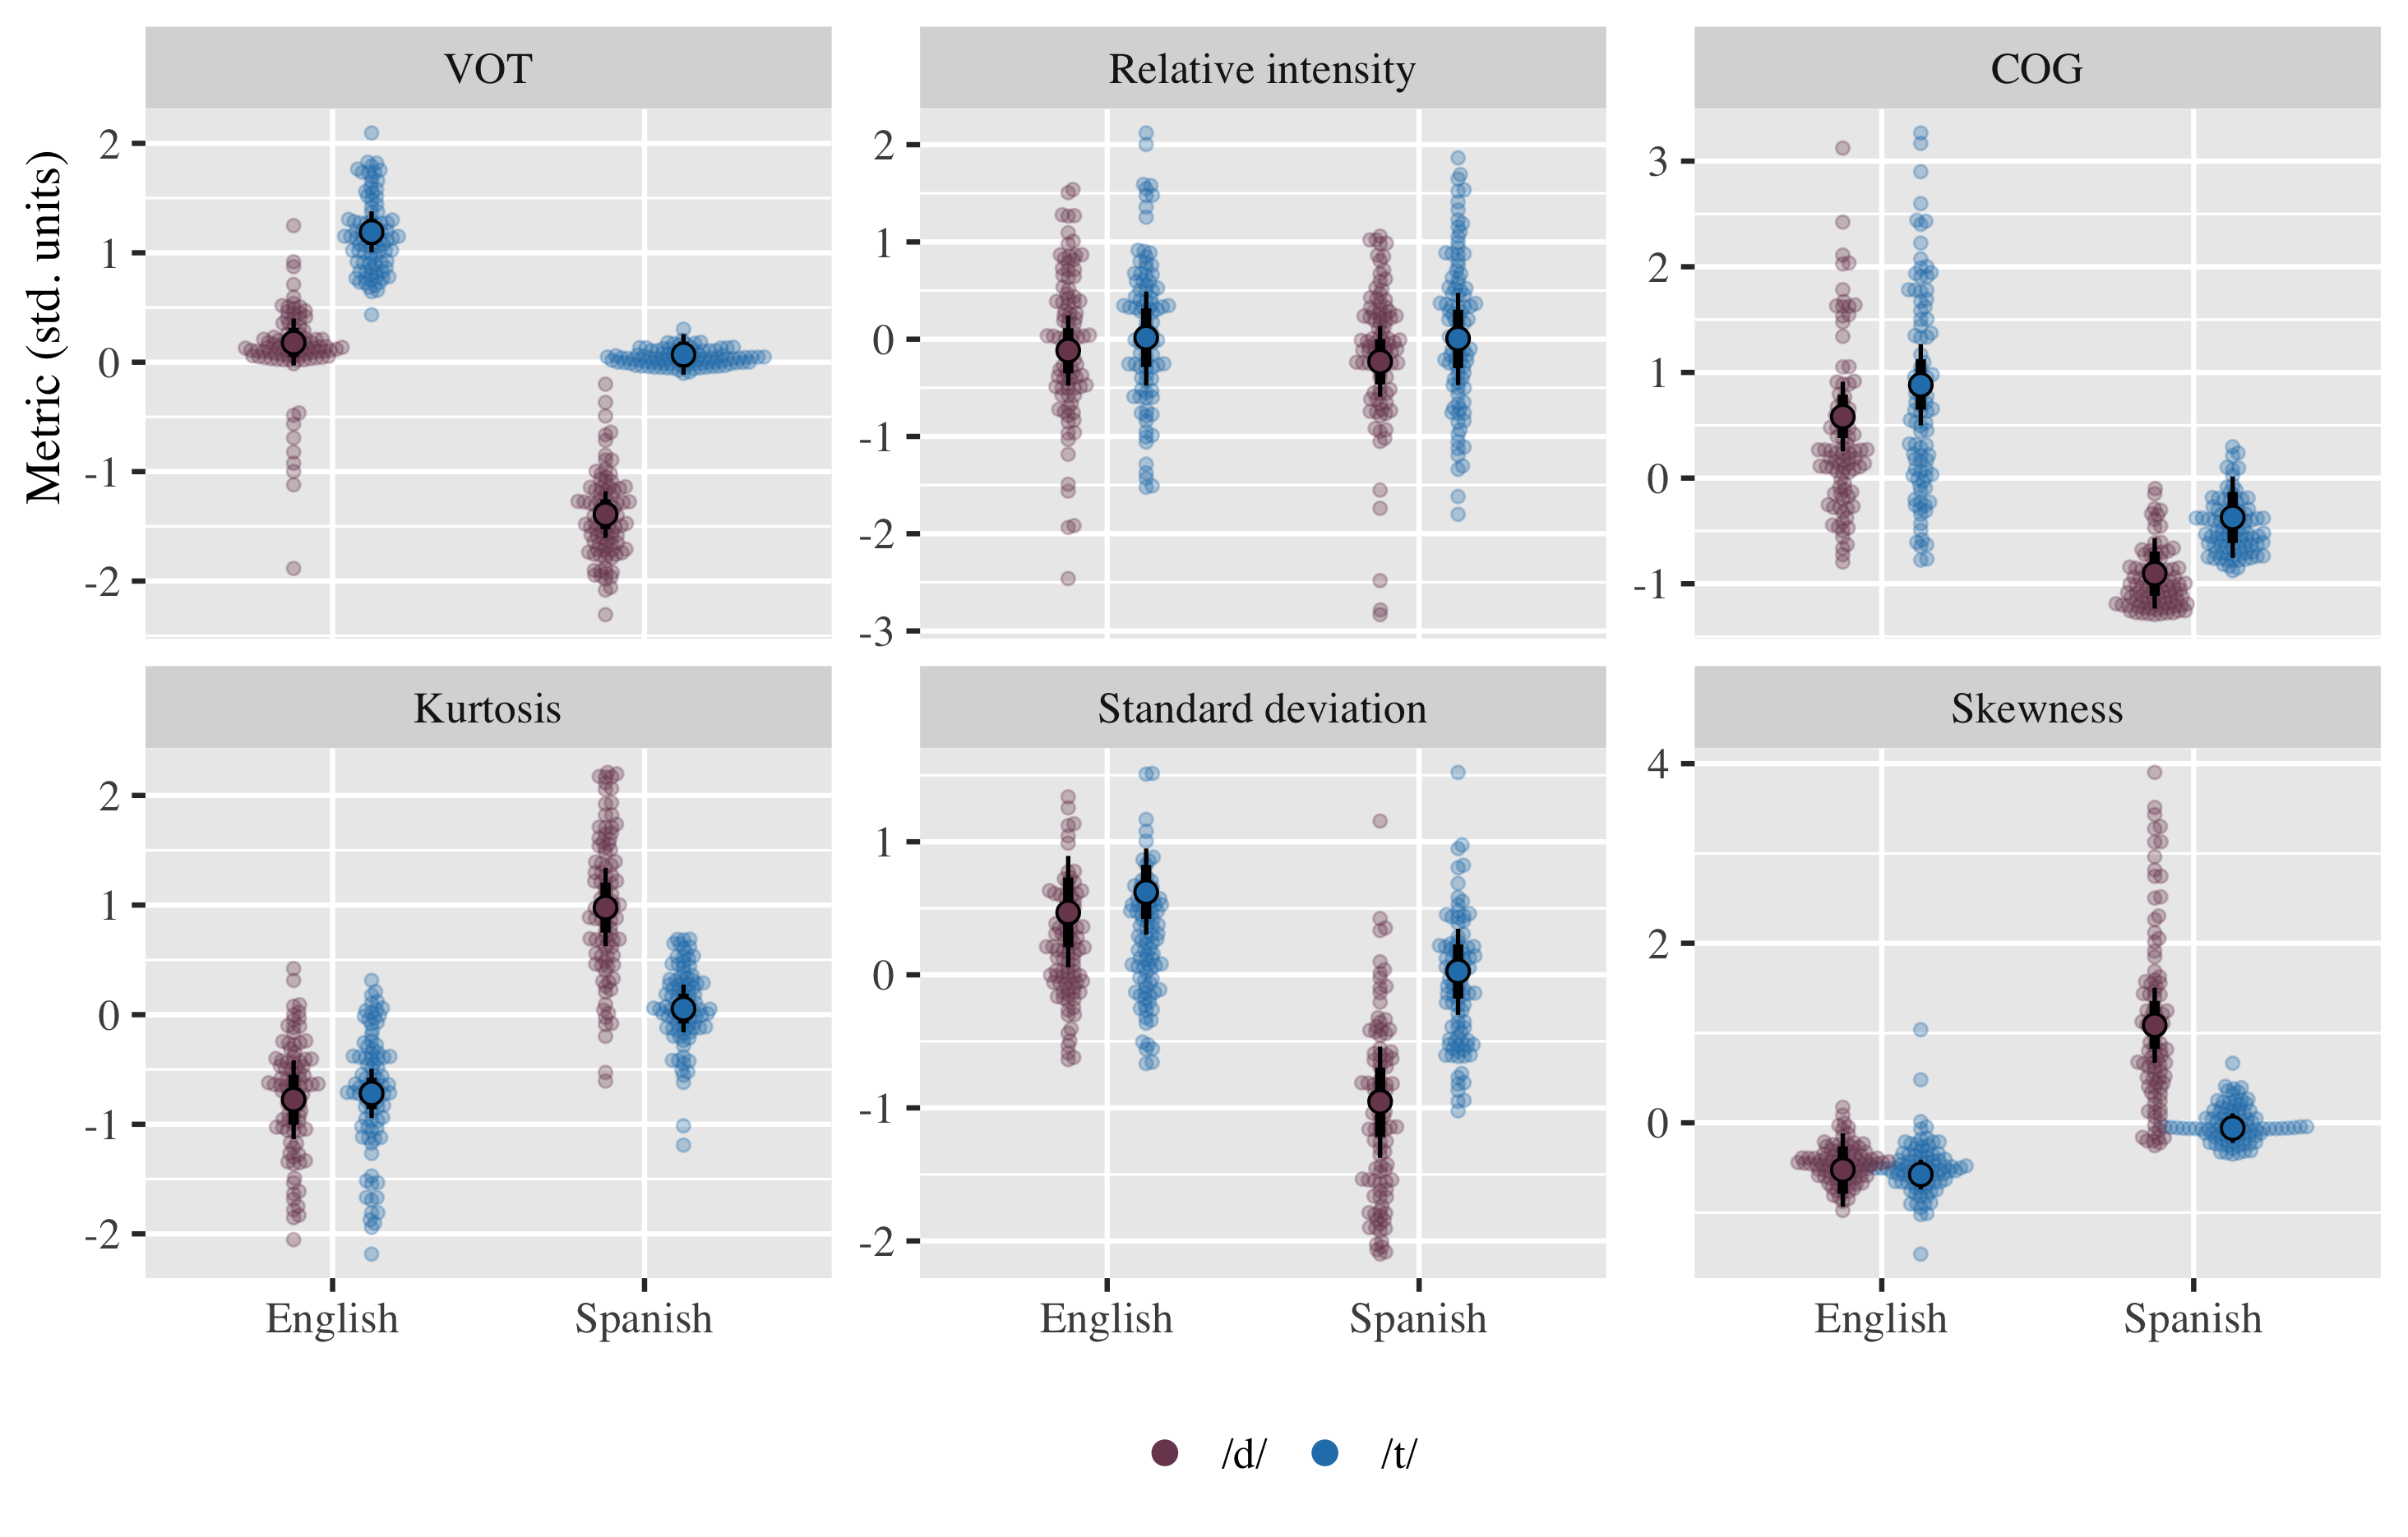 VOT
Relative intensity
COG
Metric (std. units)
2
1
0
-1
-2
2
1
0
-1
-2
-3
3
2
1
0
-1
Kurtosis
Standard deviation
Skewness
2
1
0
-1
-2
1
0
-1
-2
4
2
0
English
Spanish
English
Spanish
English
Spanish
/d/
/t/